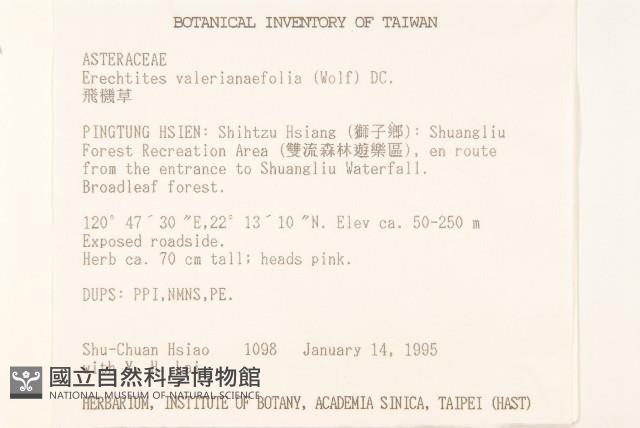 BOTANICAL INVENTORY OF TAIWAN
ASTERACEAE
Erechtites valerianaefolia (Wolf) DC.
飛機草
PINGTUNG HSIEN: Shihtzu Hsiang (獅子鄉): Shuangliu
Forest Recreation Area (雙流森林遊樂區), en route
from the entrance to Shuangliu Waterfall.
Broadleaf forest.
120° 47´30 ″E,22° 13´10 ″N. Elev ca. 50-250 m
Exposed roadside.
Herb ca. 70 cm tall; heads pink.
DUPS: PPI,NMNS,PE.
Shu-Chuan Hsiao 1098 January 14, 1995
with
國立自然科學博物館
NATIONAL MUSEUM OF NATURAL SCIENCE
HERBARIUM, INSTITUTE OF BOTANY, ACADEMIA SINICA, TAIPEI (HAST)